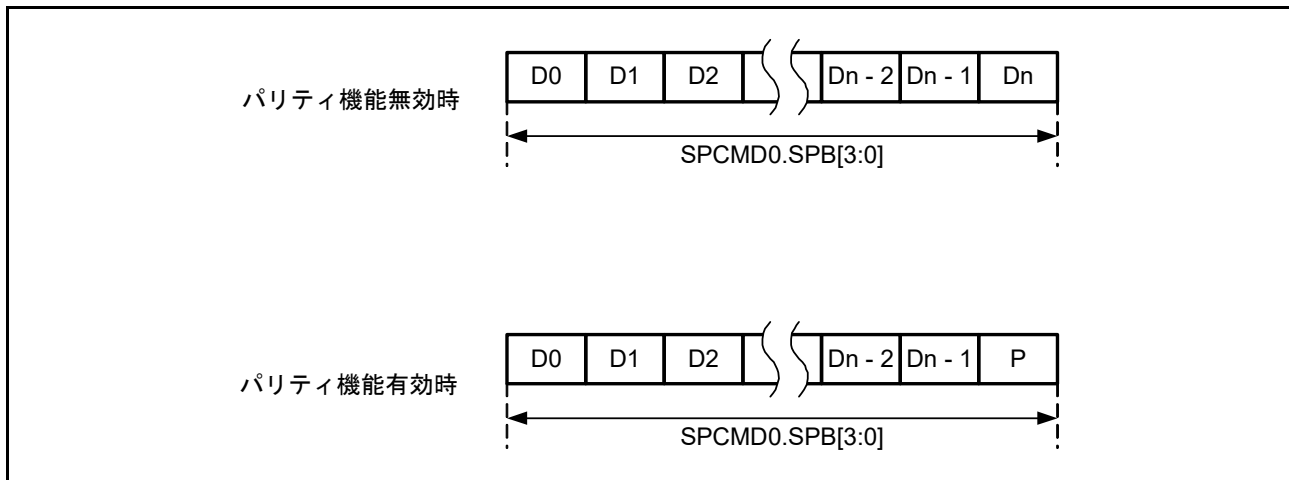 D0 D1 D2 Dn - 2 Dn - 1 Dn
パリティ機能無効時
SPCMD0.SPB[3:0]
D0 D1 D2 Dn - 2 Dn - 1 P
パリティ機能有効時
SPCMD0.SPB[3:0]